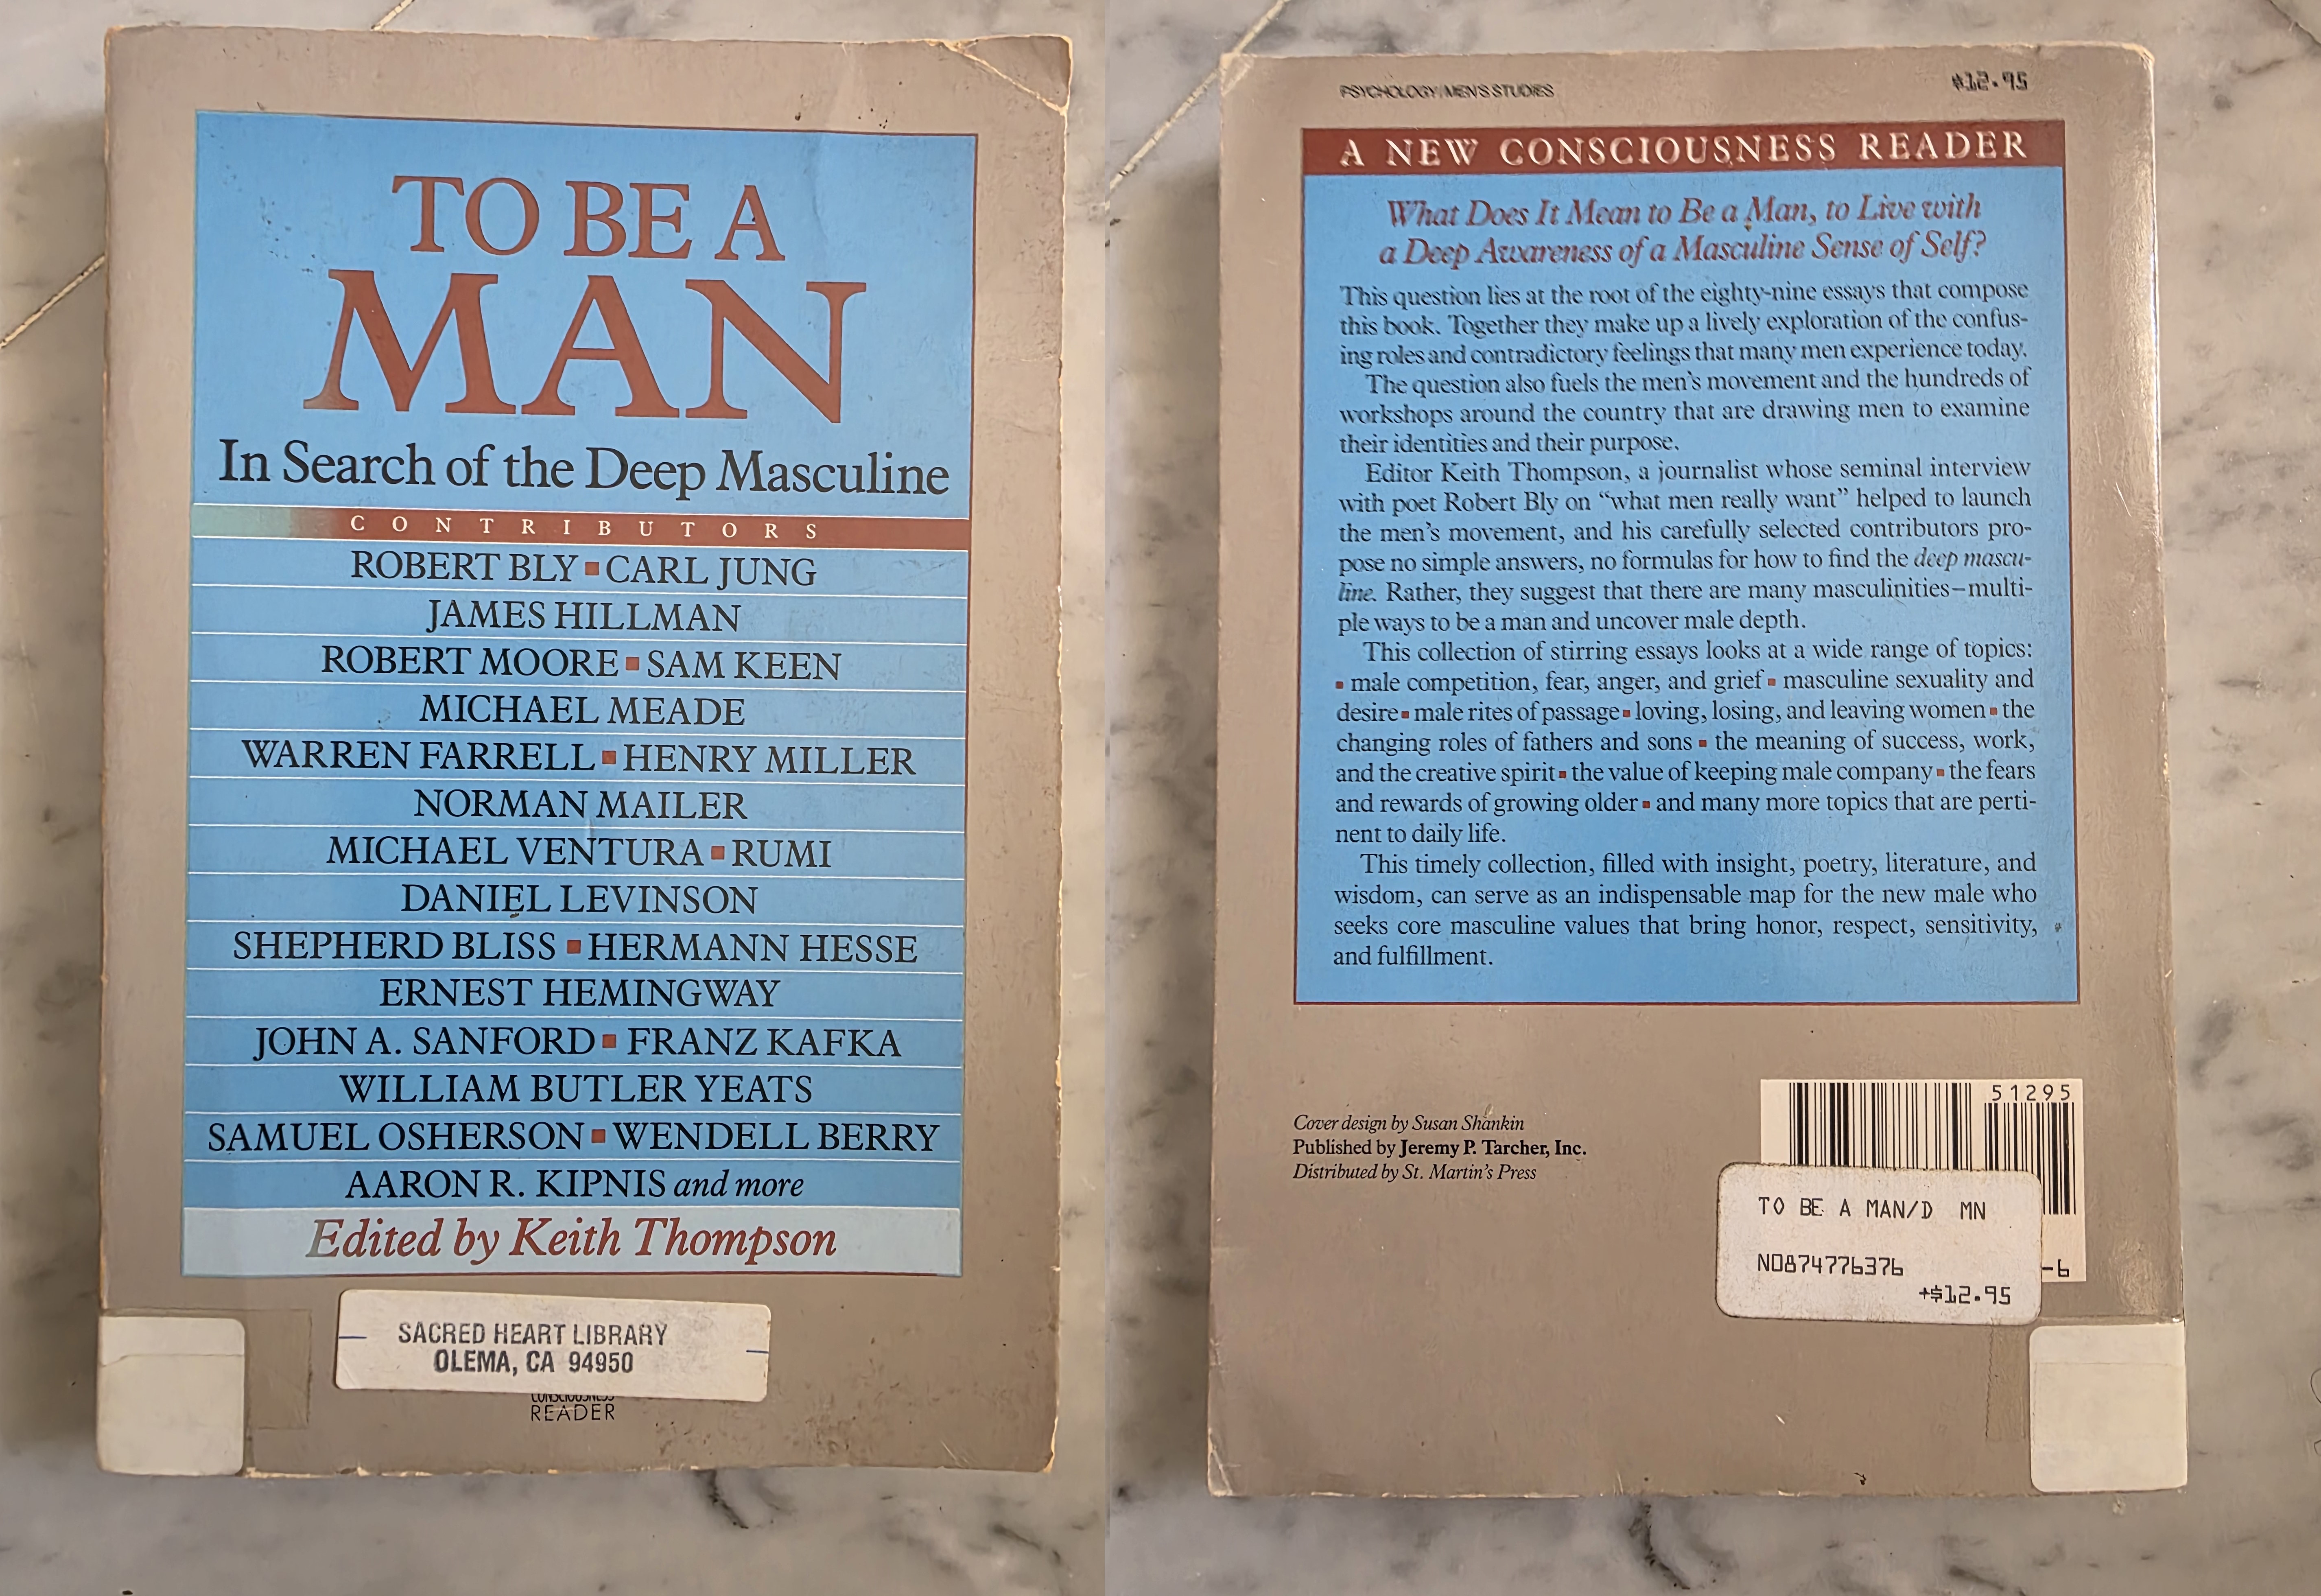 TO BE A
MAN
In Search of the Deep Masculine
CONTRIBUTORS
ROBERT BLY ▪ CARL JUNG
JAMES HILLMAN
ROBERT MOORE ▪ SAM KEEN
MICHAEL MEADE
WARREN FARRELL ▪ HENRY MILLER
NORMAN MAILER
MICHAEL VENTURA ▪ RUMI
DANIEL LEVINSON
SHEPHERD BLISS ▪ HERMANN HESSE
ERNEST HEMINGWAY
JOHN A. SANFORD ▪ FRANZ KAFKA
WILLIAM BUTLER YEATS
SAMUEL OSHERSON ▪ WENDELL BERRY
AARON R. KIPNIS and more
Edited by Keith Thompson
SACRED HEART LIBRARY
OLEMA, CA 94950
CONSCIOUSNESS
READER
PSYCHOLOGY/MEN'S STUDIES
$12.95
A NEW CONSCIOUSNESS READER
What Does It Mean to Be a Man, to Live with
a Deep Awareness of a Masculine Sense of Self?
This question lies at the root of the eighty-nine essays that compose
this book. Together they make up a lively exploration of the confus-
ing roles and contradictory feelings that many men experience today.
The question also fuels the men's movement and the hundreds of
workshops around the country that are drawing men to examine
their identities and their purpose.
Editor Keith Thompson, a journalist whose seminal interview
with poet Robert Bly on “what men really want” helped to launch
the men's movement, and his carefully selected contributors pro-
pose no simple answers, no formulas for how to find the deep mascu-
line. Rather, they suggest that there are many masculinities—multi-
ple ways to be a man and uncover male depth.
This collection of stirring essays looks at a wide range of topics:
▪ male competition, fear, anger, and grief ▪ masculine sexuality and
desire ▪ male rites of passage ▪ loving, losing, and leaving women ▪ the
changing roles of fathers and sons ▪ the meaning of success, work,
and the creative spirit ▪ the value of keeping male company ▪ the fears
and rewards of growing older ▪ and many more topics that are perti-
nent to daily life.
This timely collection, filled with insight, poetry, literature, and
wisdom, can serve as an indispensable map for the new male who
seeks core masculine values that bring honor, respect, sensitivity,
and fulfillment.
Cover design by Susan Shankin
Published by Jeremy P. Tarcher, Inc.
Distributed by St. Martin's Press
51295
TO BE A MAN/D MN
N0874776376
+$12.95
-6